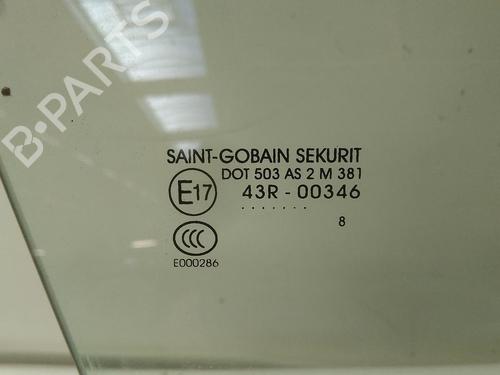 B-PARTS
SAINT-GOBAIN SEKURIT
DOT 503 AS 2 M 381
E17 43R - 00346
.......
8
CCC
E000286